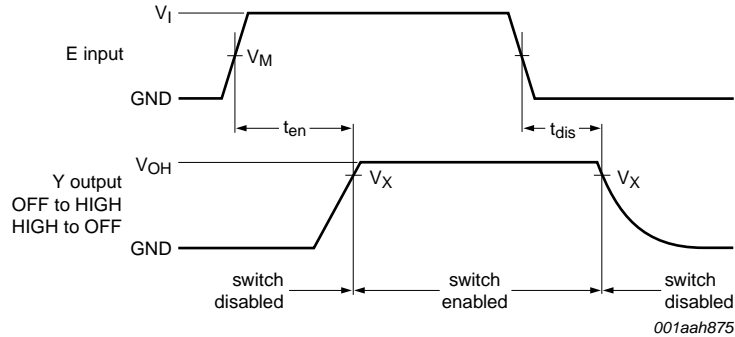 V_I
E input
V_M
GND
t_en
t_dis
V_OH
Y output
OFF to HIGH
HIGH to OFF
V_X
V_X
GND
switch
disabled
switch
enabled
switch
disabled
001aah875